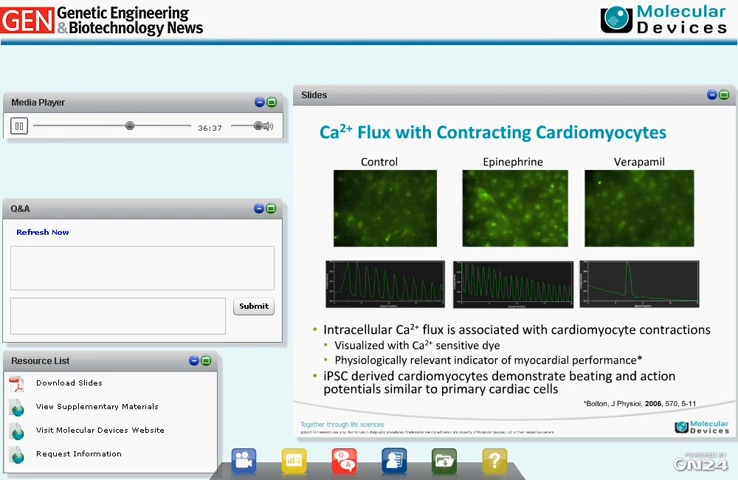 GEN Genetic Engineering
& Biotechnology News
Molecular
Devices
Media Player
36:37
Q&A
Refresh Now
Submit
Resource List
Download Slides
View Supplementary Materials
Visit Molecular Devices Website
Request Information
Slides
Ca2+ Flux with Contracting Cardiomyocytes
Control Epinephrine Verapamil
• Intracellular Ca2+ flux is associated with cardiomyocyte contractions
• Visualized with Ca2+ sensitive dye
• Physiologically relevant indicator of myocardial performance*
• iPSC derived cardiomyocytes demonstrate beating and action
potentials similar to primary cardiac cells
*Bolton, J Physiol. 2006, 570, 5-11
Together through life sciences
Molecular
Devices
Q
A
?
POWERED BY
ON24